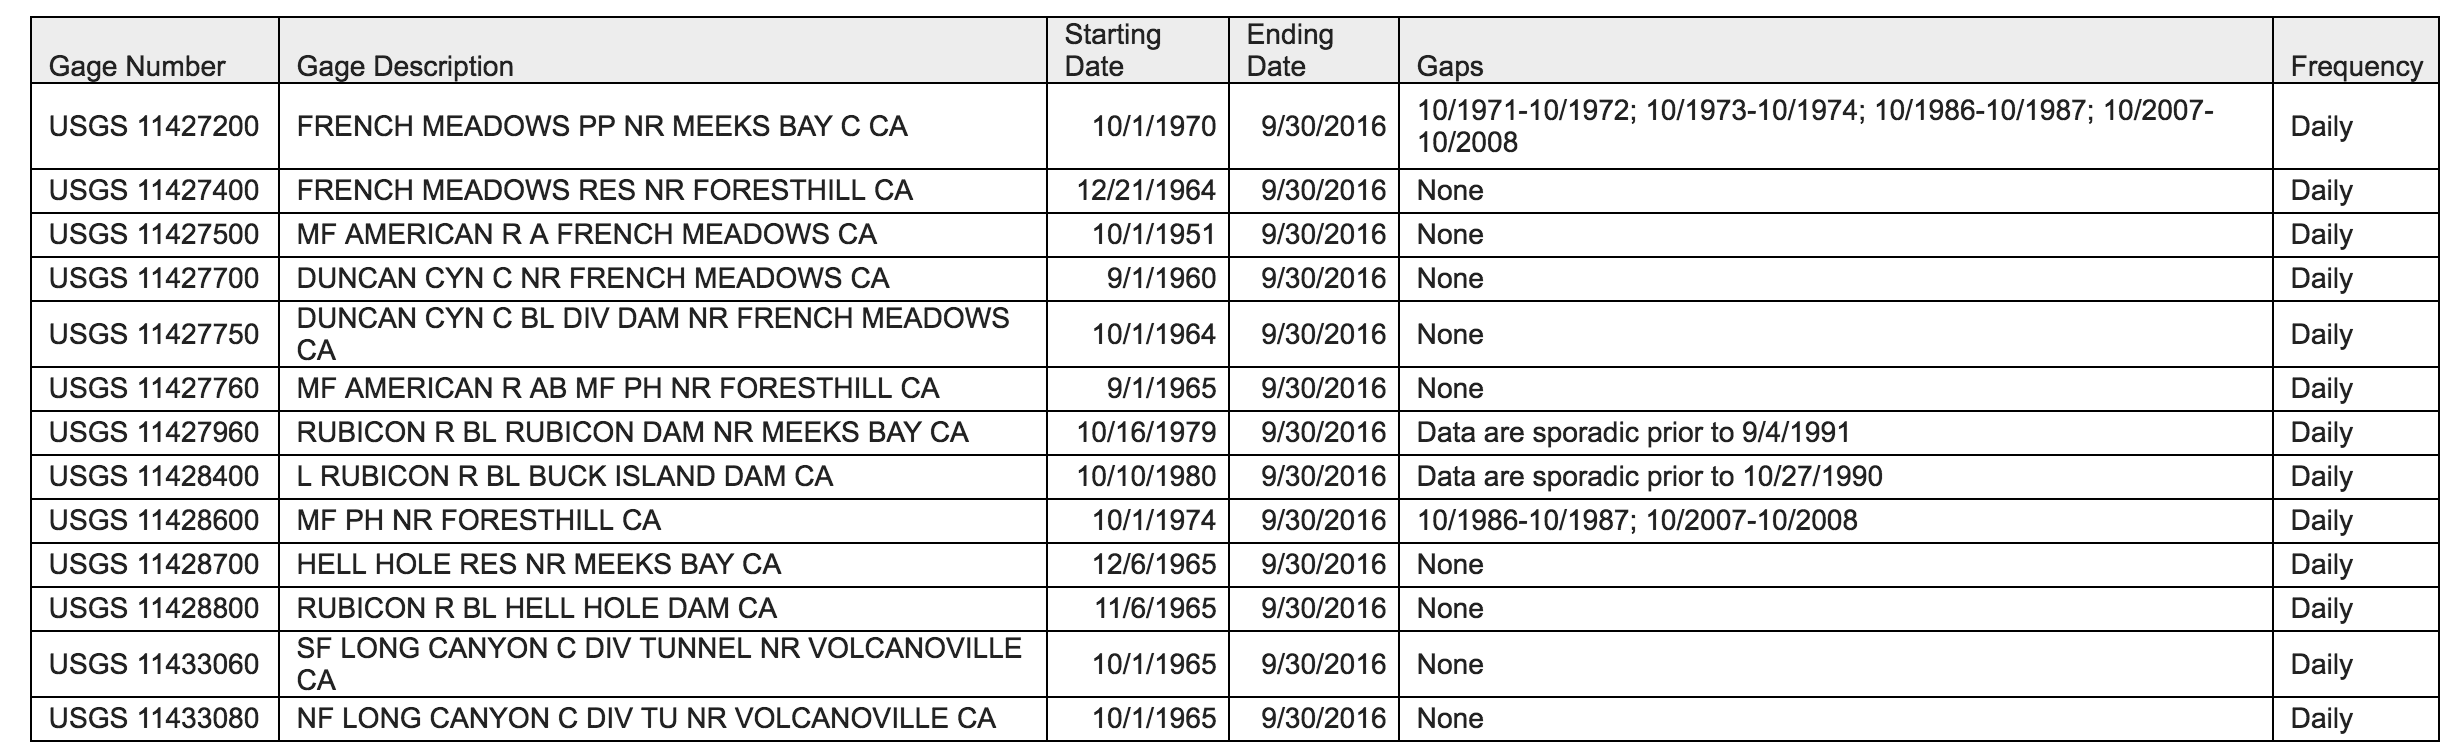 Gage Number Gage Description Starting Date Ending Date Gaps Frequency
USGS 11427200 FRENCH MEADOWS PP NR MEEKS BAY C CA 10/1/1970 9/30/2016 10/1971-10/1972; 10/1973-10/1974; 10/1986-10/1987; 10/2007-10/2008 Daily
USGS 11427400 FRENCH MEADOWS RES NR FORESTHILL CA 12/21/1964 9/30/2016 None Daily
USGS 11427500 MF AMERICAN R A FRENCH MEADOWS CA 10/1/1951 9/30/2016 None Daily
USGS 11427700 DUNCAN CYN C NR FRENCH MEADOWS CA 9/1/1960 9/30/2016 None Daily
USGS 11427750 DUNCAN CYN C BL DIV DAM NR FRENCH MEADOWS CA 10/1/1964 9/30/2016 None Daily
USGS 11427760 MF AMERICAN R AB MF PH NR FORESTHILL CA 9/1/1965 9/30/2016 None Daily
USGS 11427960 RUBICON R BL RUBICON DAM NR MEEKS BAY CA 10/16/1979 9/30/2016 Data are sporadic prior to 9/4/1991 Daily
USGS 11428400 L RUBICON R BL BUCK ISLAND DAM CA 10/10/1980 9/30/2016 Data are sporadic prior to 10/27/1990 Daily
USGS 11428600 MF PH NR FORESTHILL CA 10/1/1974 9/30/2016 10/1986-10/1987; 10/2007-10/2008 Daily
USGS 11428700 HELL HOLE RES NR MEEKS BAY CA 12/6/1965 9/30/2016 None Daily
USGS 11428800 RUBICON R BL HELL HOLE DAM CA 11/6/1965 9/30/2016 None Daily
USGS 11433060 SF LONG CANYON C DIV TUNNEL NR VOLCANOVILLE CA 10/1/1965 9/30/2016 None Daily
USGS 11433080 NF LONG CANYON C DIV TU NR VOLCANOVILLE CA 10/1/1965 9/30/2016 None Daily